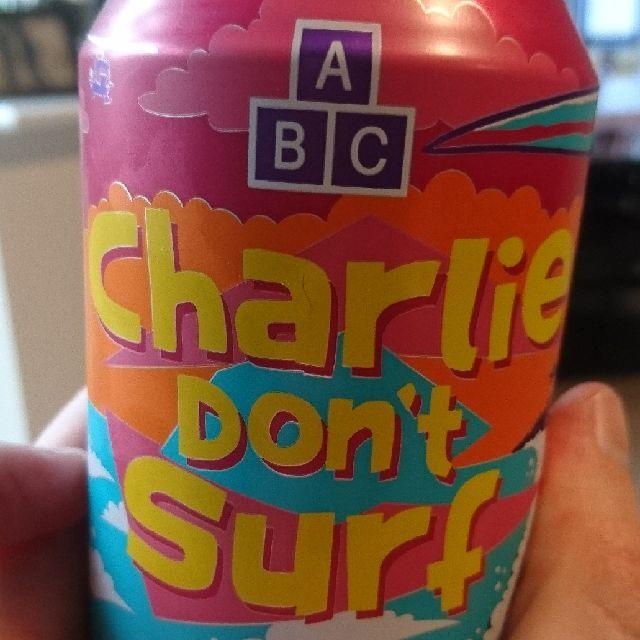 A
B C
Charlie
Don't
Surf